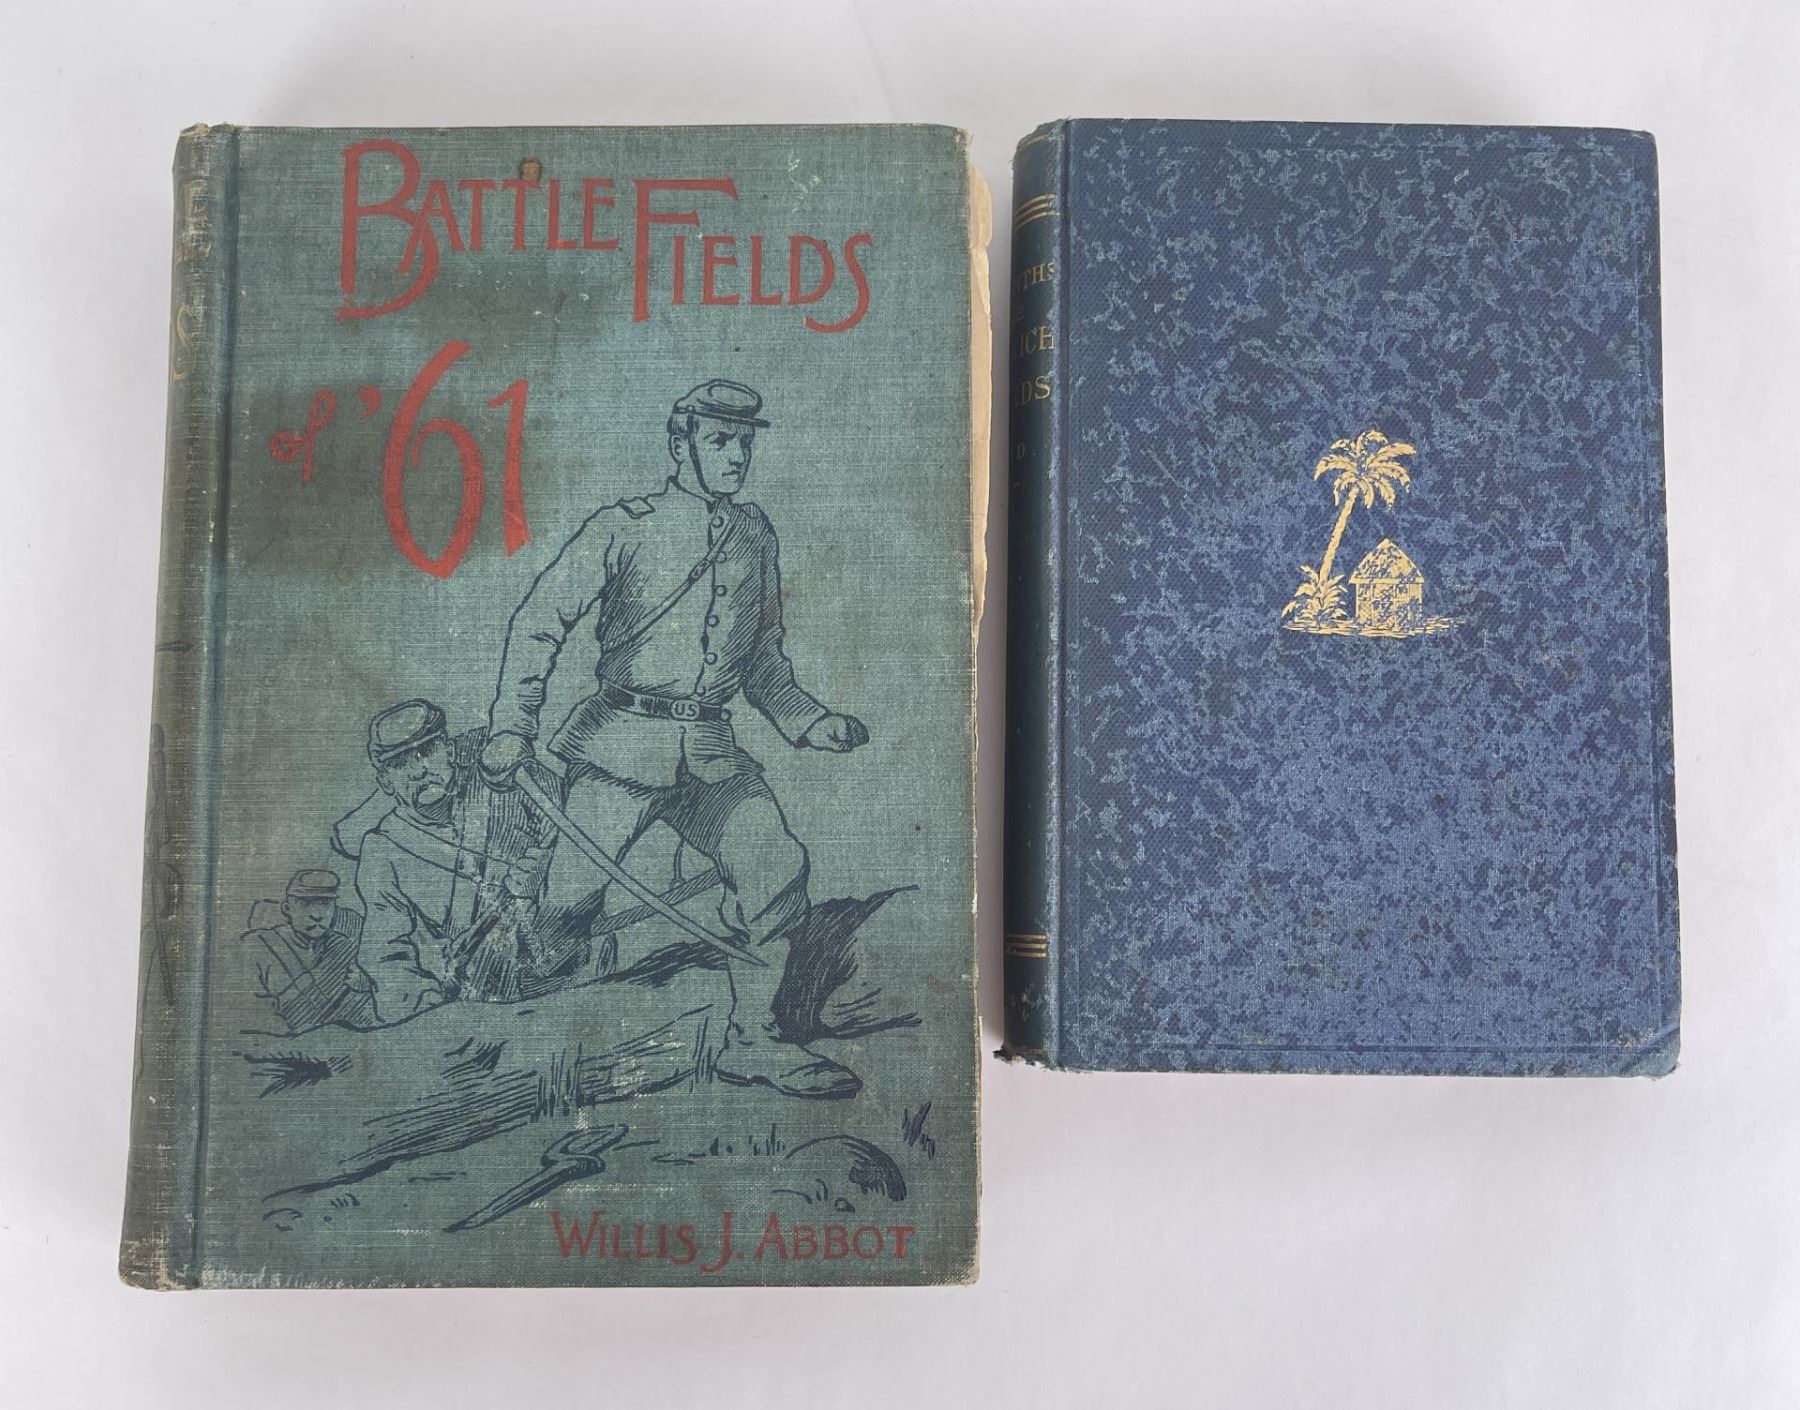 BATTLE FIELDS
of '61
US
WILLIS J. ABBOT